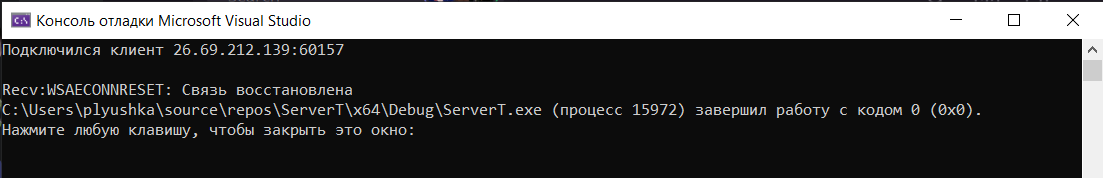 Консоль отладки Microsoft Visual Studio
Подключился клиент 26.69.212.139:60157
Recv:WSAECONNRESET: Связь восстановлена
C:\Users\plyushka\source\repos\ServerT\x64\Debug\ServerT.exe (процесс 15972) завершил работу с кодом 0 (0x0).
Нажмите любую клавишу, чтобы закрыть это окно: